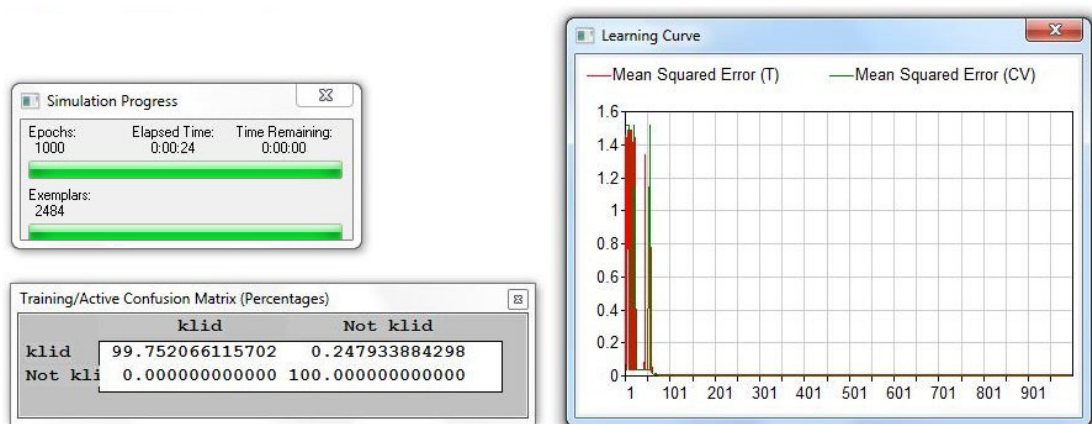 Simulation Progress
Epochs: Elapsed Time: Time Remaining:
1000 0:00:24 0:00:00
Exemplars:
2484
Training/Active Confusion Matrix (Percentages)
klid Not klid
klid 99.752066115702 0.247933884298
Not kli 0.000000000000 100.000000000000
Learning Curve
Mean Squared Error (T) Mean Squared Error (CV)
1.6
1.4
1.2
1
0.8
0.6
0.4
0.2
0
1 101 201 301 401 501 601 701 801 901